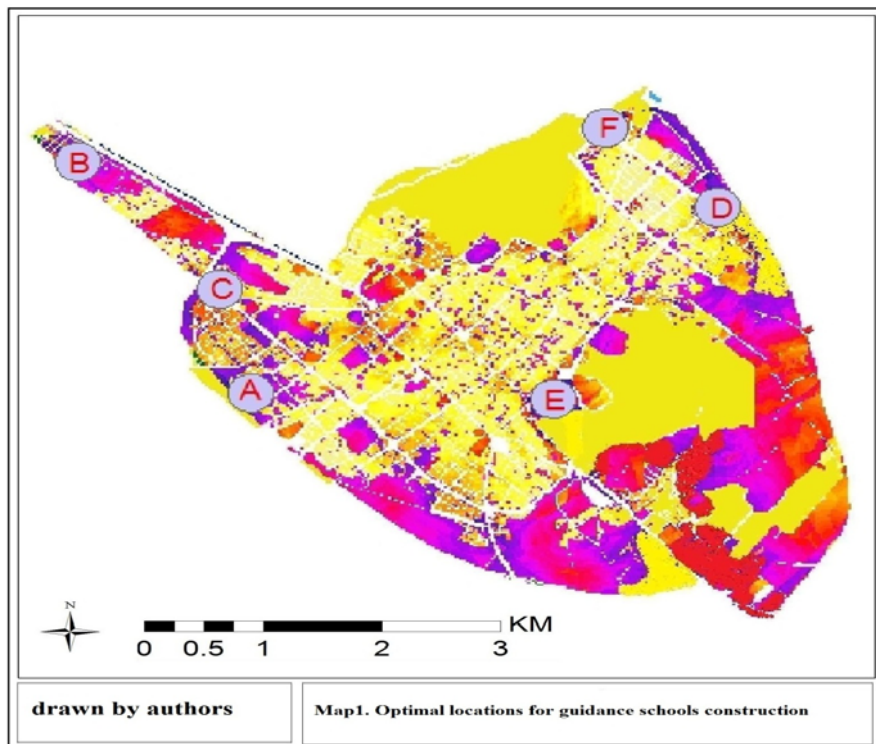 F
B
D
C
A
E
N
KM
0 0.5 1 2 3
drawn by authors
Map1. Optimal locations for guidance schools construction